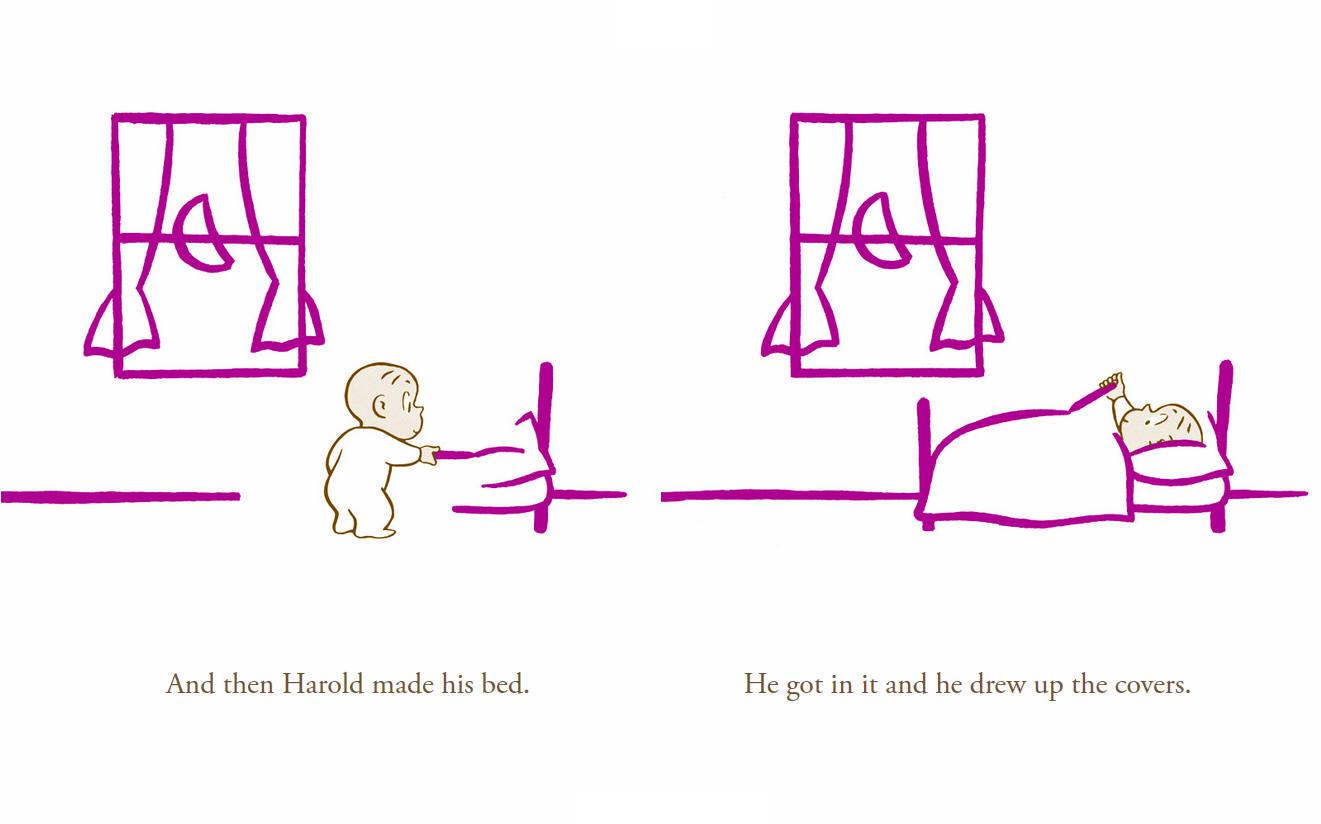 And then Harold made his bed.
He got in it and he drew up the covers.